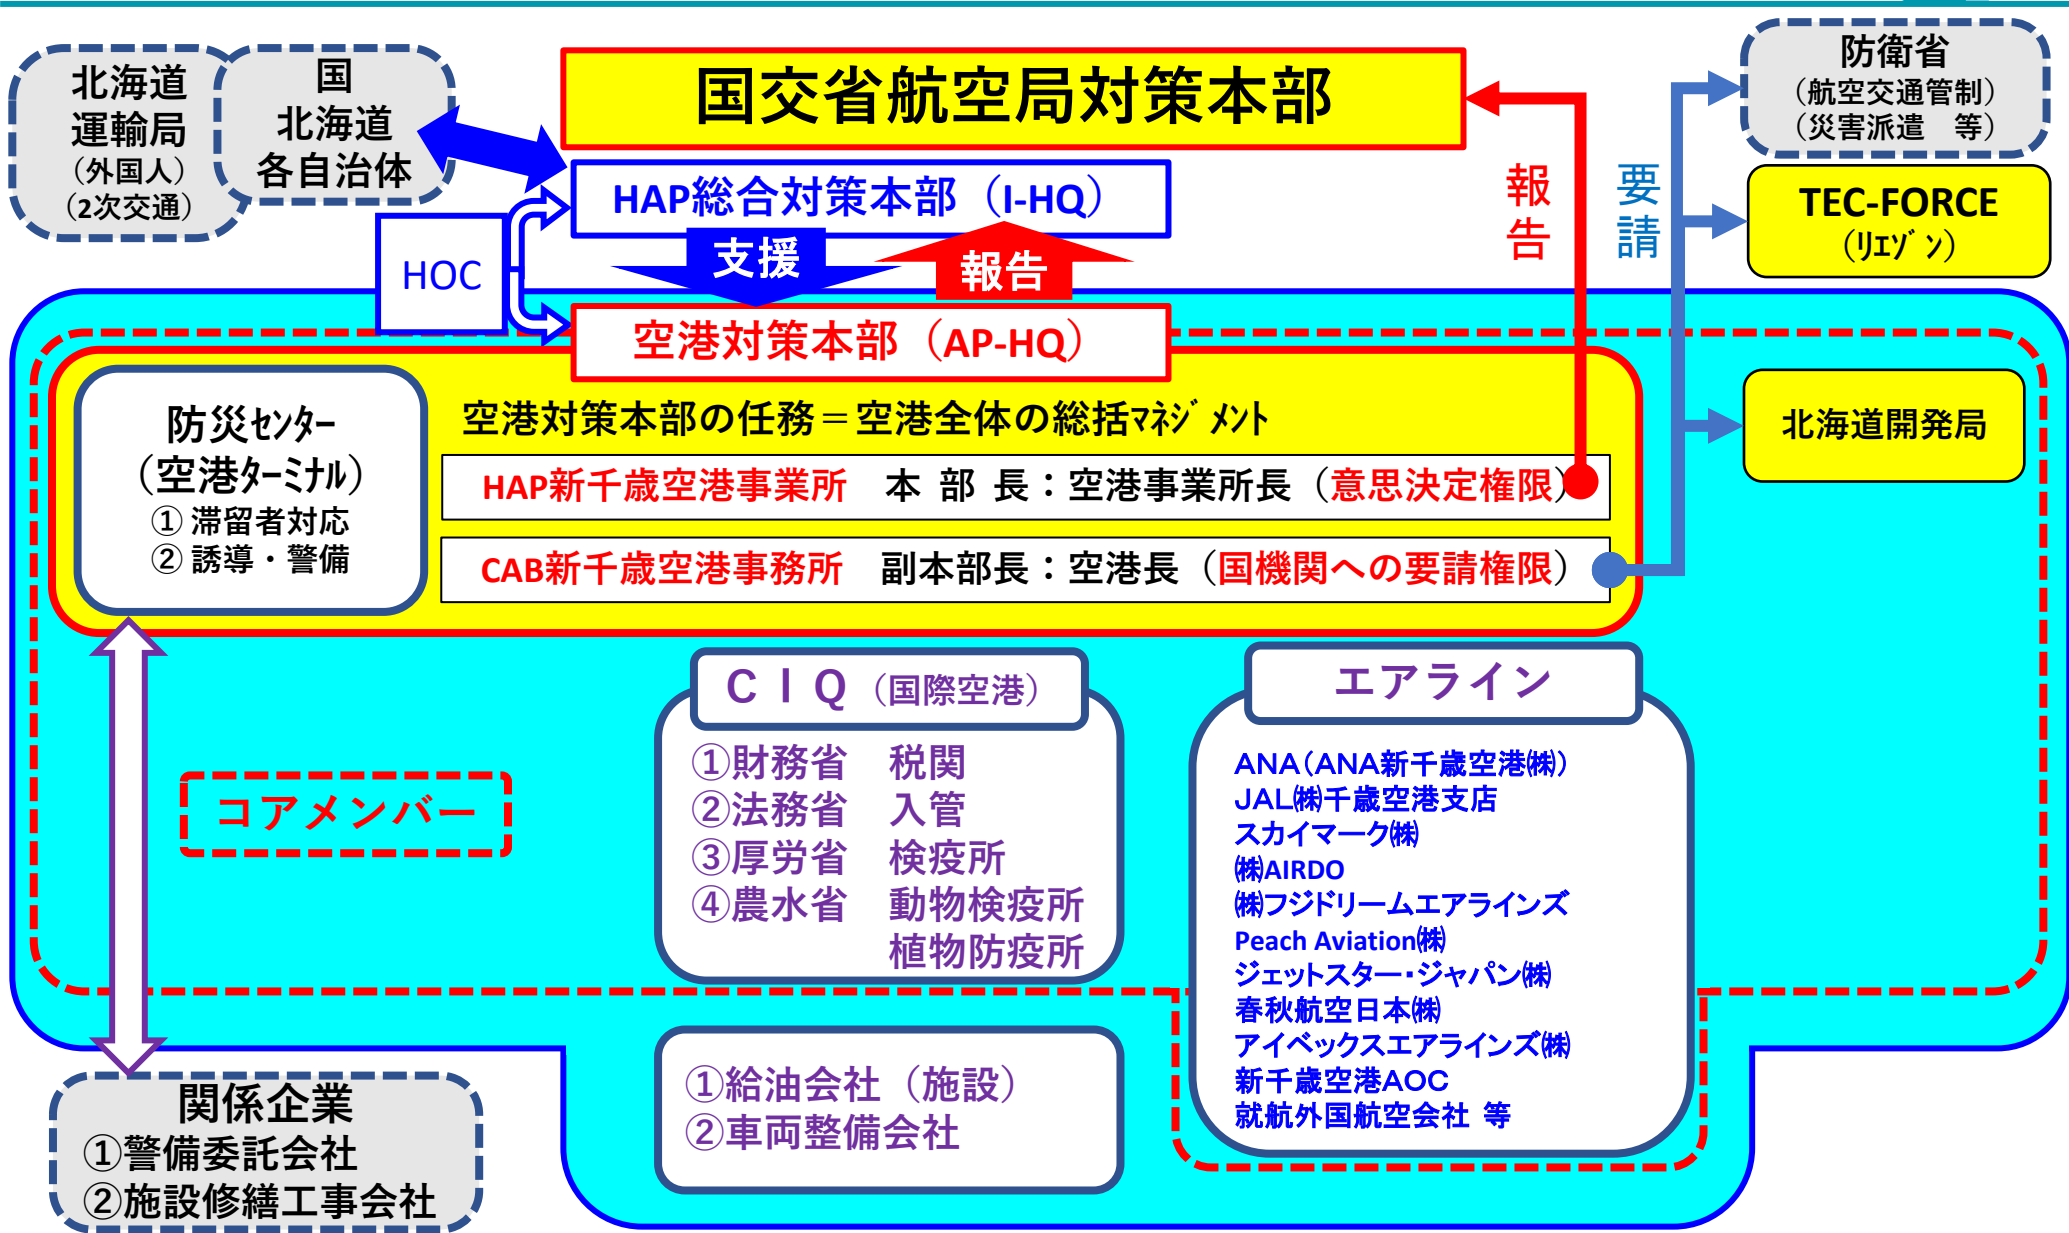 北海道
運輸局
（外国人）
（2次交通）
国
北海道
各自治体
国交省航空局対策本部
防衛省
（航空交通管制）
（災害派遣　等）
HAP総合対策本部（I-HQ）
報告
要請
TEC-FORCE
（ﾘｴｿﾞﾝ）
HOC
支援
報告
空港対策本部（AP-HQ）
防災ｾﾝﾀｰ
（空港ﾀｰﾐﾅﾙ）
① 滞留者対応
② 誘導・警備
空港対策本部の任務＝空港全体の総括ﾏﾈｼﾞﾒﾝﾄ
HAP新千歳空港事業所　本 部 長：空港事業所長（意思決定権限）
CAB新千歳空港事務所　副本部長：空港長（国機関への要請権限）
北海道開発局
ＣＩＱ（国際空港）
①財務省　税関
②法務省　入管
③厚労省　検疫所
④農水省　動物検疫所
植物防疫所
エアライン
ANA（ANA新千歳空港㈱）
JAL㈱千歳空港支店
スカイマーク㈱
㈱AIRDO
㈱フジドリームエアラインズ
Peach Aviation㈱
ジェットスター・ジャパン㈱
春秋航空日本㈱
アイベックスエアラインズ㈱
新千歳空港AOC
就航外国航空会社 等
コアメンバー
①給油会社（施設）
②車両整備会社
関係企業
①警備委託会社
②施設修繕工事会社